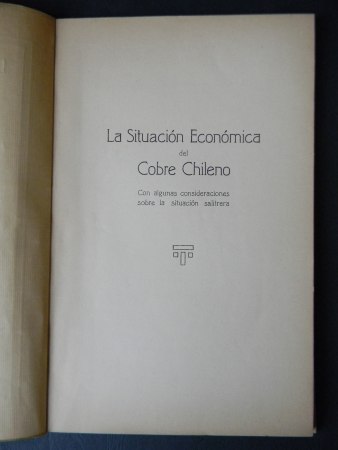 La Situación Económica
del
Cobre Chileno
Con algunas consideraciones
sobre la situación salitrera